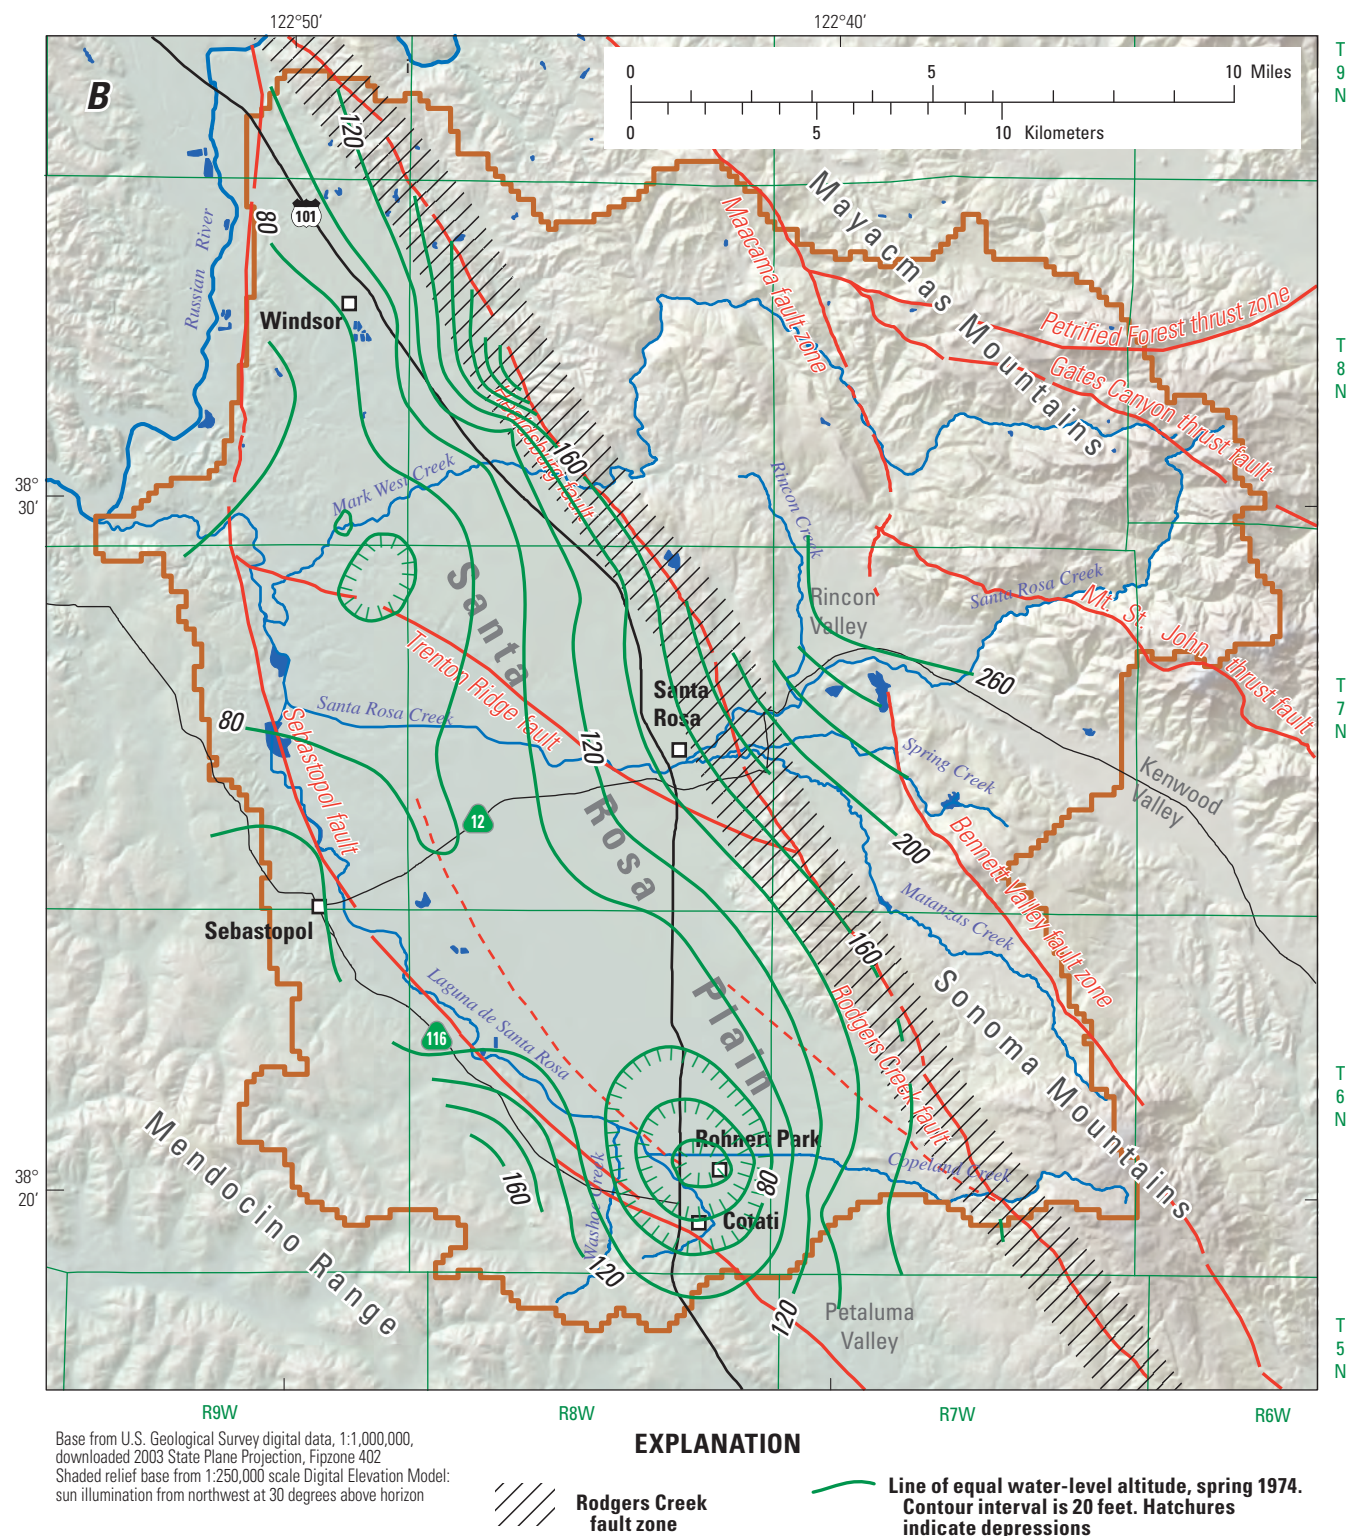 122°50′
122°40′
B
T
9
N
0 5 10 Miles
0 5 10 Kilometers
120
80
101
Russian River
Windsor
Mayacmas Mountains
Maacama fault zone
Petrified Forest thrust zone
Gates Canyon thrust fault
T
8
N
Healdsburg fault
160
Mark West Creek
Rincon Creek
38°
30′
Santa Rosa Plain
Rincon
Valley
Santa Rosa Creek
Mt. St. John thrust fault
Trenton Ridge fault
260
Santa
Rosa
80
Santa Rosa Creek
Sebastopol fault
120
T
7
N
Spring Creek
Kenwood
Valley
12
200
Bennett Valley fault zone
Matanzas Creek
Sebastopol
160
Laguna de Santa Rosa
Rodgers Creek fault
Sonoma Mountains
116
T
6
N
Mendocino Range
Rohnert Park
Copeland Creek
38°
20′
160
Washoe Creek
80
Cotati
120
120
Petaluma
Valley
T
5
N
R9W
R8W
R7W
R6W
Base from U.S. Geological Survey digital data, 1:1,000,000,
downloaded 2003 State Plane Projection, Fipzone 402
Shaded relief base from 1:250,000 scale Digital Elevation Model:
sun illumination from northwest at 30 degrees above horizon
EXPLANATION
Rodgers Creek
fault zone
Line of equal water-level altitude, spring 1974.
Contour interval is 20 feet. Hatchures
indicate depressions